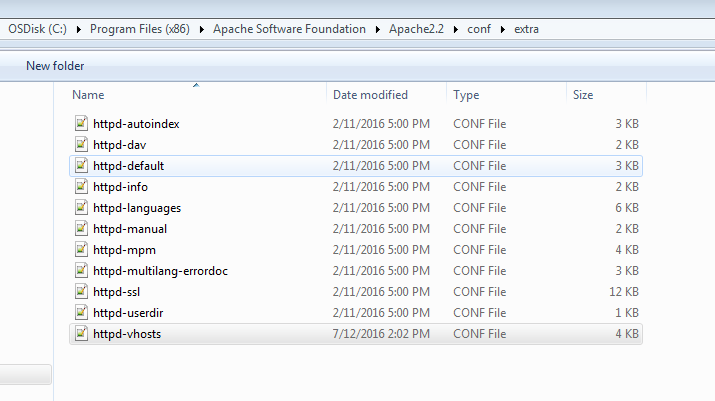 OSDisk (C:) Program Files (x86) Apache Software Foundation Apache2.2 conf extra
New folder
Name Date modified Type Size
httpd-autoindex 2/11/2016 5:00 PM CONF File 3 KB
httpd-dav 2/11/2016 5:00 PM CONF File 2 KB
httpd-default 2/11/2016 5:00 PM CONF File 3 KB
httpd-info 2/11/2016 5:00 PM CONF File 2 KB
httpd-languages 2/11/2016 5:00 PM CONF File 6 KB
httpd-manual 2/11/2016 5:00 PM CONF File 2 KB
httpd-mpm 2/11/2016 5:00 PM CONF File 4 KB
httpd-multilang-errordoc 2/11/2016 5:00 PM CONF File 3 KB
httpd-ssl 2/11/2016 5:00 PM CONF File 12 KB
httpd-userdir 2/11/2016 5:00 PM CONF File 1 KB
httpd-vhosts 7/12/2016 2:02 PM CONF File 4 KB